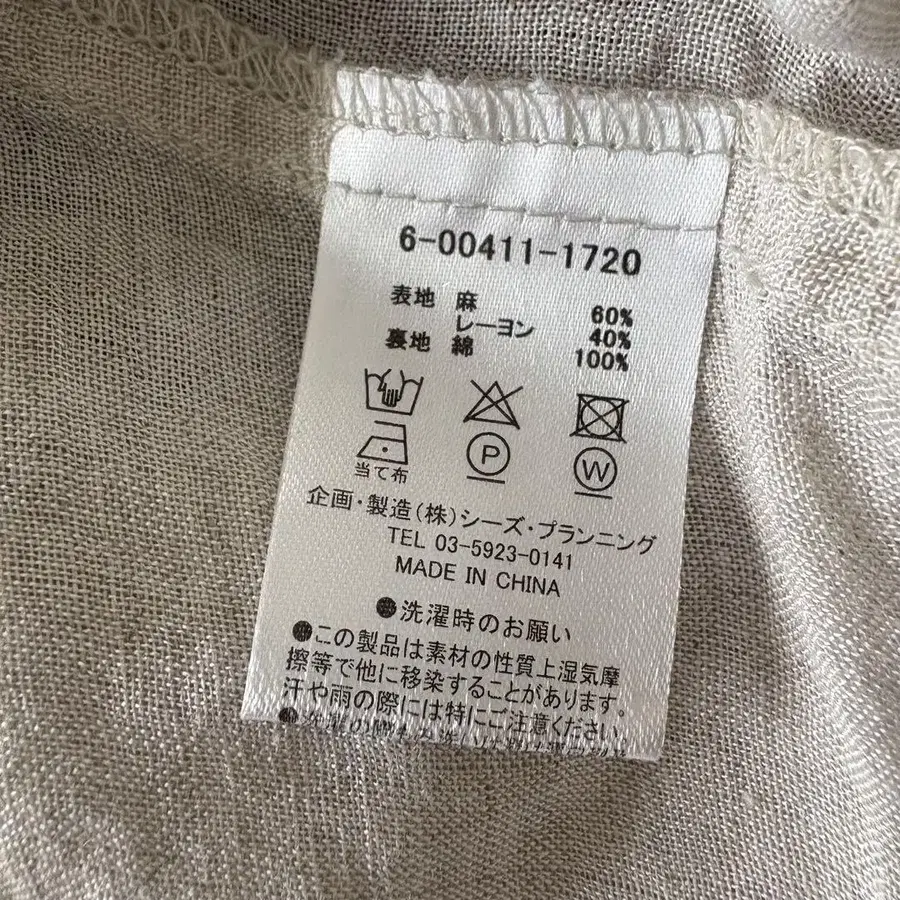 6-00411-1720
表地 麻 60%
レーヨン 40%
裏地 綿 100%
P
W
当て布
企画・製造(株)シーズ・プランニング
TEL 03-5923-0141
MADE IN CHINA
●洗濯時のお願い
●この製品は素材の性質上湿気摩
擦等で他に移染することがあります。
汗や雨の際には特にご注意ください。